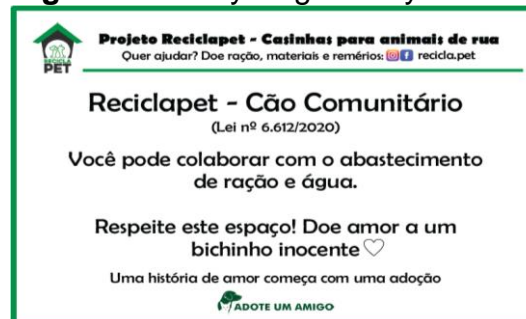 RECICLA
PET
Projeto Reciclapet - Casinhas para animais de rua
Quer ajudar? Doe ração, materiais e remérios: recicla.pet
Reciclapet - Cão Comunitário
(Lei nº 6.612/2020)
Você pode colaborar com o abastecimento
de ração e água.
Respeite este espaço! Doe amor a um
bichinho inocente ♡
Uma história de amor começa com uma adoção
ADOTE UM AMIGO